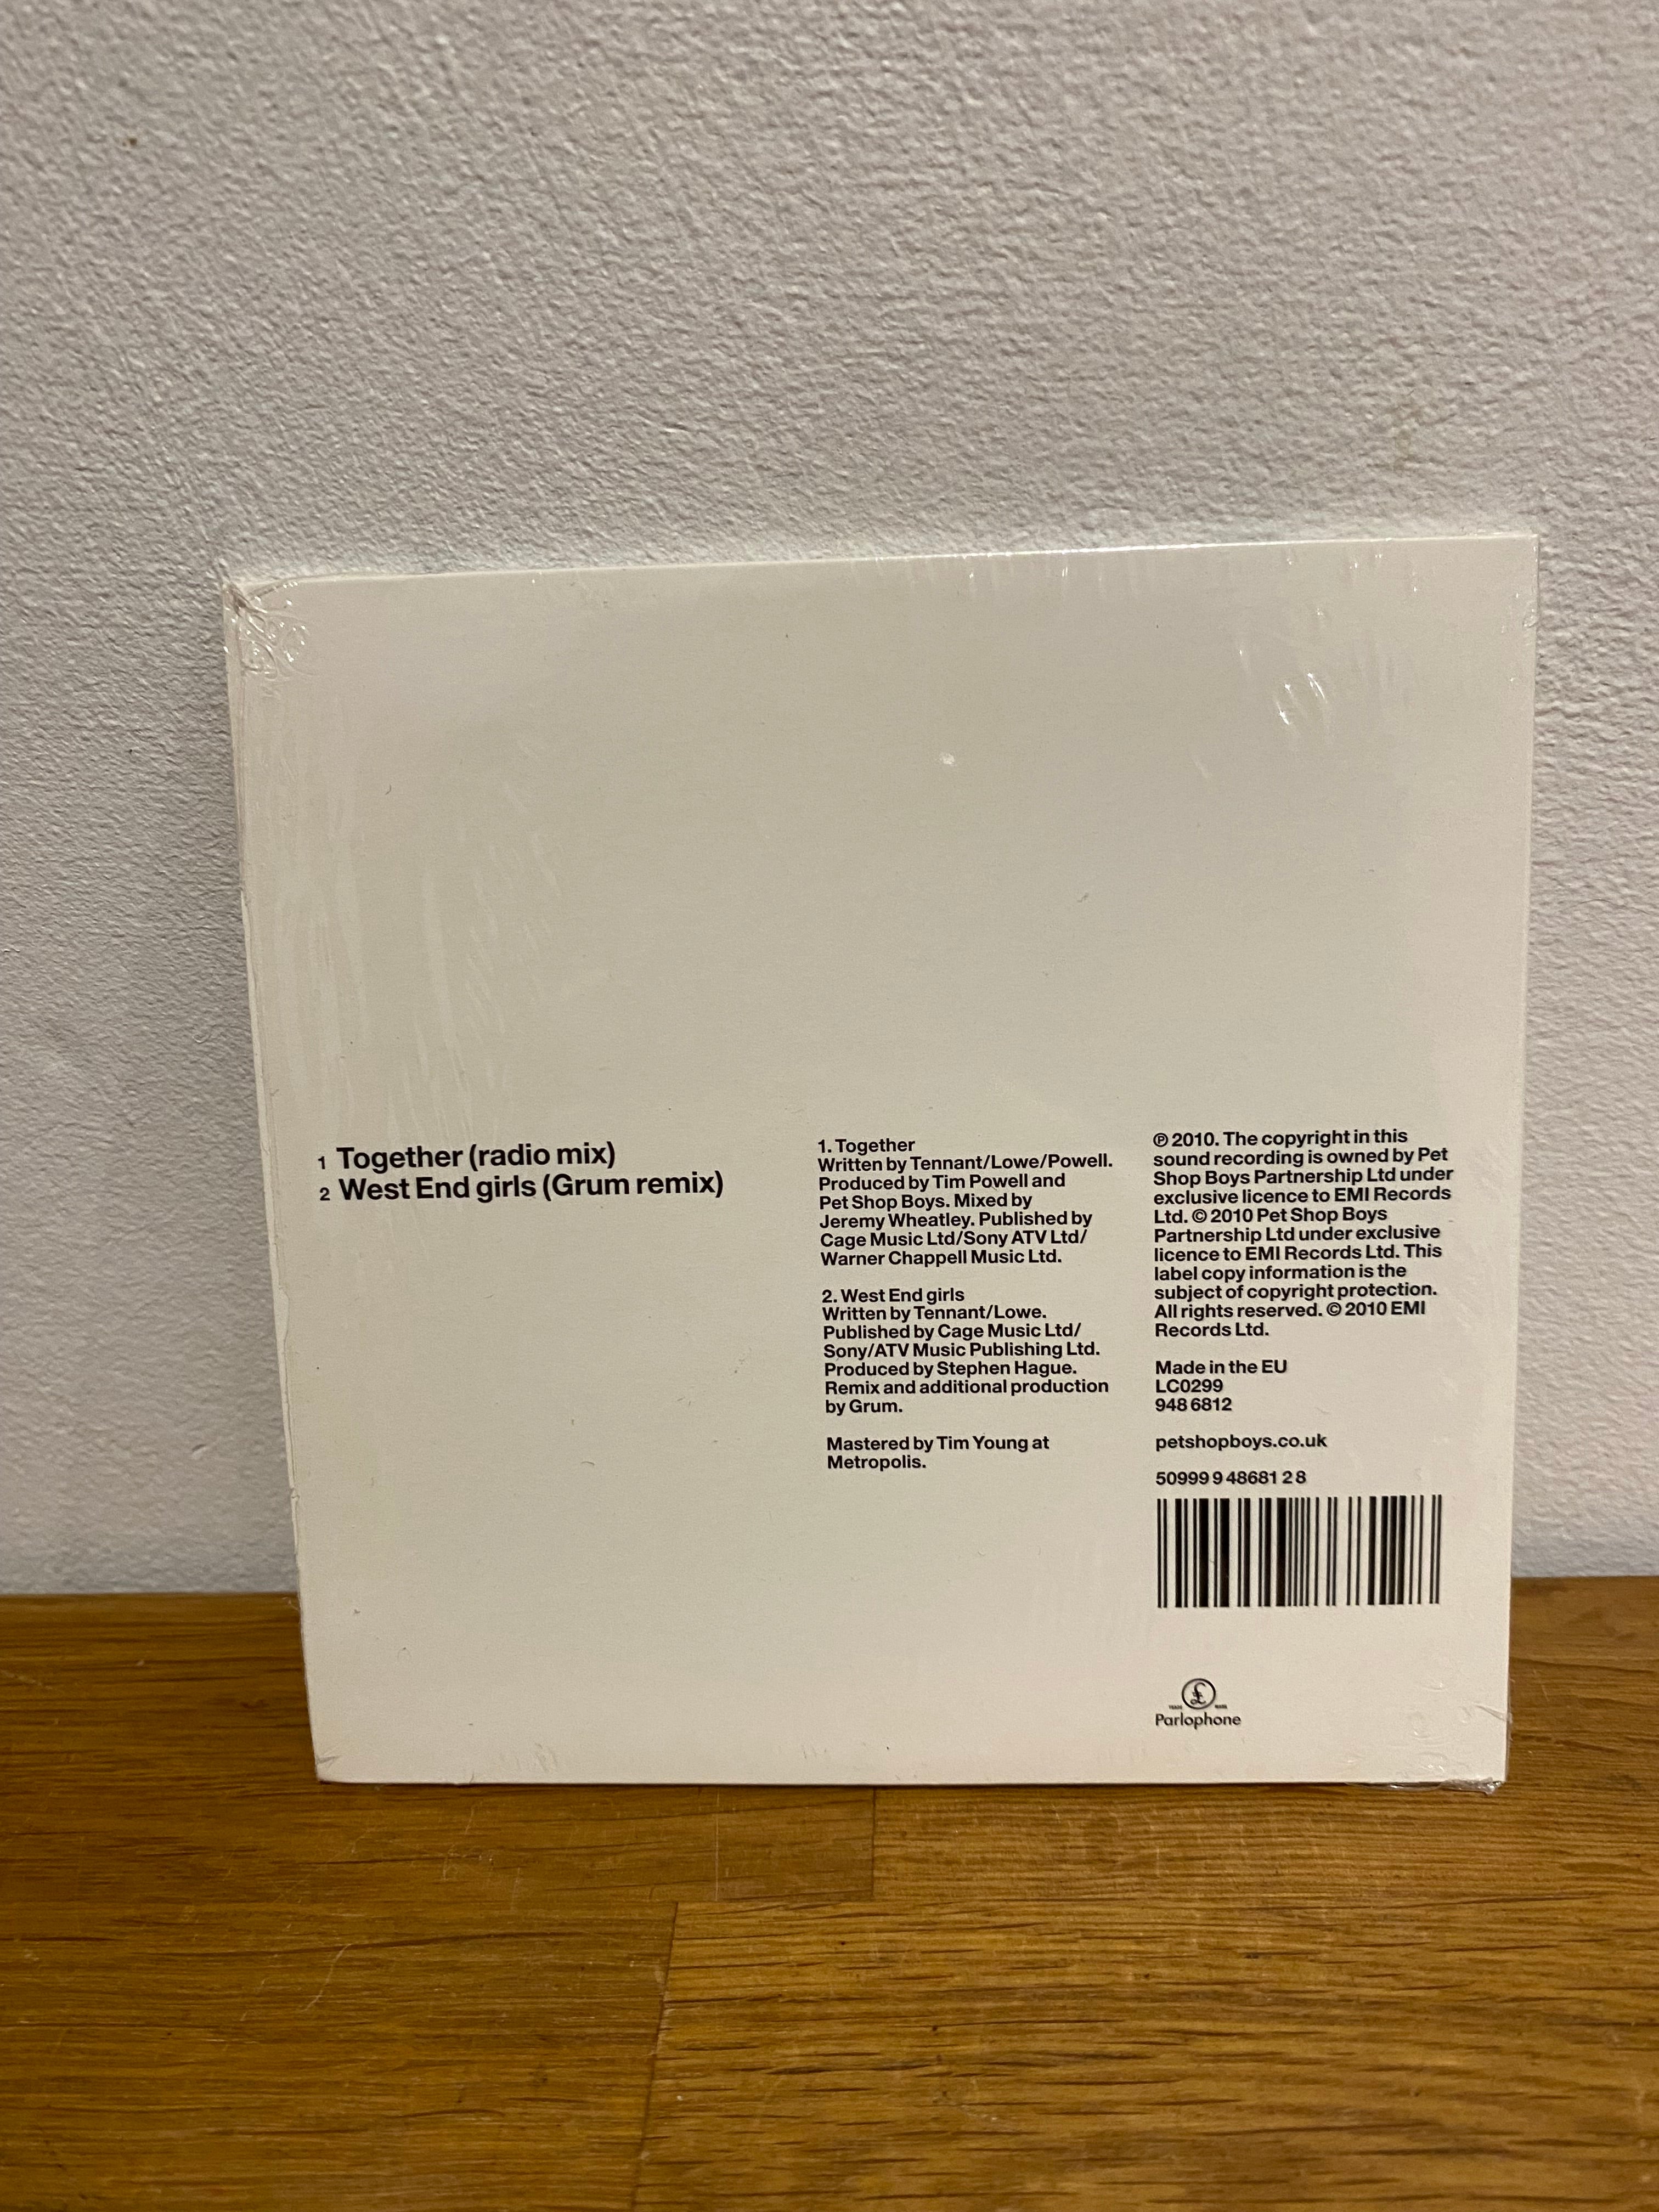 1 Together (radio mix)
2 West End girls (Grum remix)
1. Together
Written by Tennant/Lowe/Powell.
Produced by Tim Powell and
Pet Shop Boys. Mixed by
Jeremy Wheatley. Published by
Cage Music Ltd/Sony ATV Ltd/
Warner Chappell Music Ltd.
2. West End girls
Written by Tennant/Lowe.
Published by Cage Music Ltd/
Sony/ATV Music Publishing Ltd.
Produced by Stephen Hague.
Remix and additional production
by Grum.
Mastered by Tim Young at
Metropolis.
℗ 2010. The copyright in this
sound recording is owned by Pet
Shop Boys Partnership Ltd under
exclusive licence to EMI Records
Ltd. © 2010 Pet Shop Boys
Partnership Ltd under exclusive
licence to EMI Records Ltd. This
label copy information is the
subject of copyright protection.
All rights reserved. © 2010 EMI
Records Ltd.
Made in the EU
LC0299
948 6812
petshopboys.co.uk
50999 9 48681 2 8
£
TRADE MARK
Parlophone